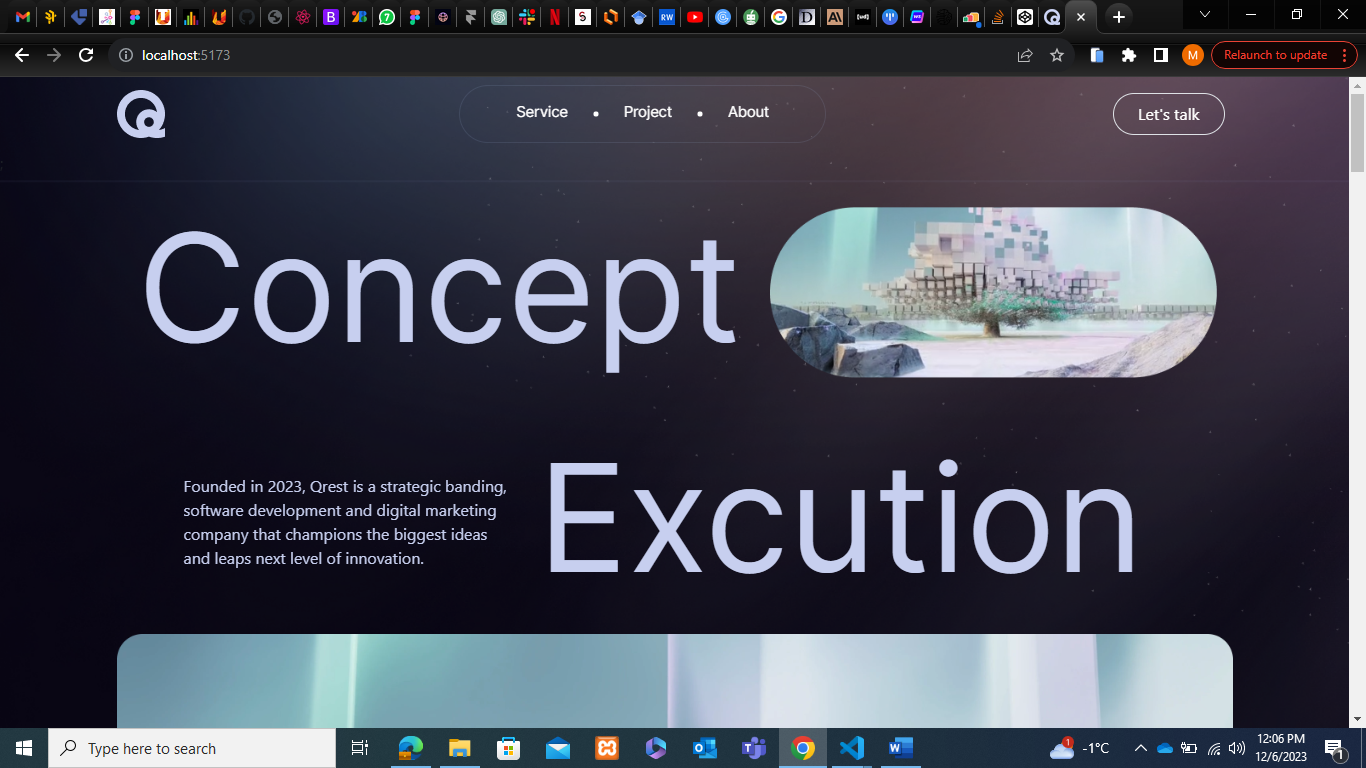 localhost:5173
M
Relaunch to update
Service • Project • About
Let's talk
Concept
Founded in 2023, Qrest is a strategic banding,
software development and digital marketing
company that champions the biggest ideas
and leaps next level of innovation.
Excution
Type here to search
1
-1°C
12:06 PM
12/6/2023
1